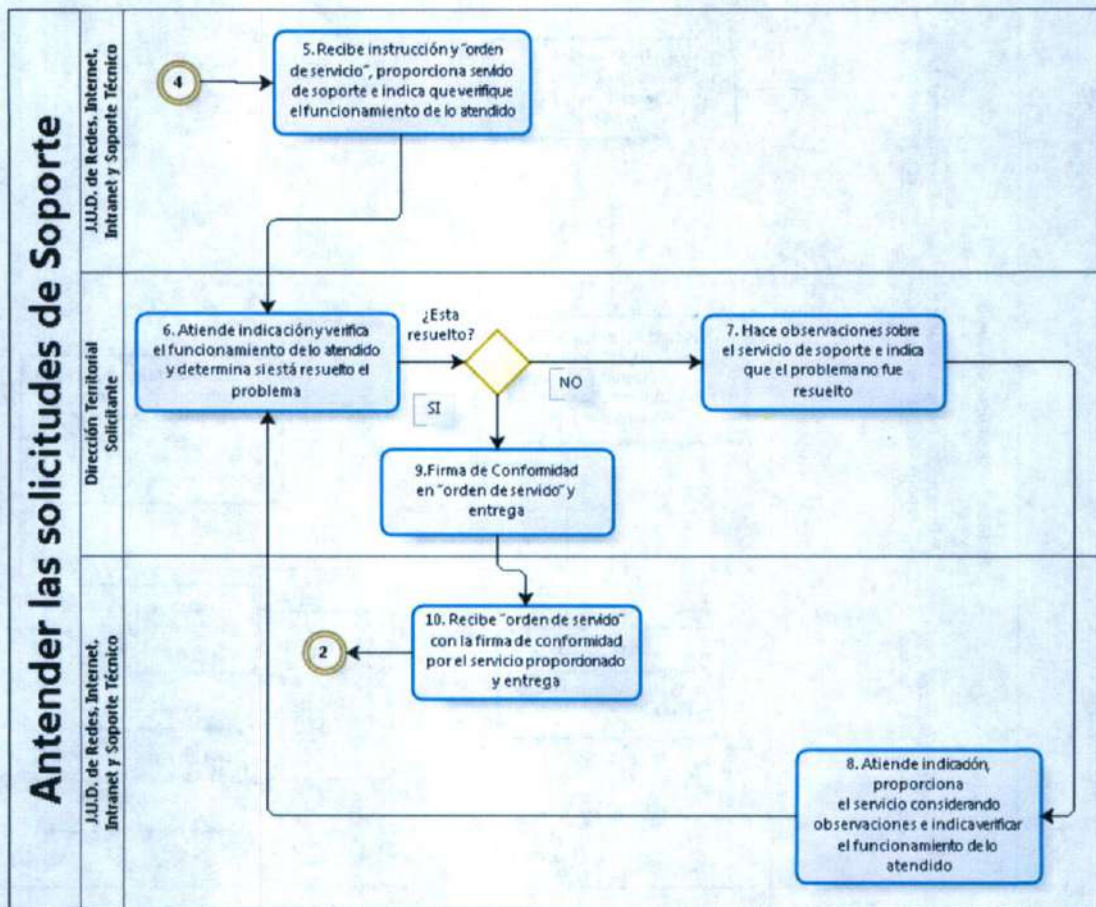 Antender las solicitudes de Soporte
J.U.D. de Redes, Internet,
Intranet y Soporte Técnico
4
5. Recibe instrucción y "orden
de servicio", proporciona servido
de soporte e indica que verifique
el funcionamiento de lo atendido
Dirección Territorial
Solicitante
6. Atiende indicación y verifica
el funcionamiento de lo atendido
y determina si está resuelto el
problema
¿Esta
resuelto?
SI
NO
7. Hace observaciones sobre
el servicio de soporte e indica
que el problema no fue
resuelto
9.Firma de Conformidad
en "orden de servido" y
entrega
J.U.D. de Redes, Internet,
Intranet y Soporte Técnico
2
10. Recibe "orden de servido"
con la firma de conformidad
por el servicio proporcionado
y entrega
8. Atiende indicación,
proporciona
el servicio considerando
observaciones e indica verificar
el funcionamiento de lo
atendido